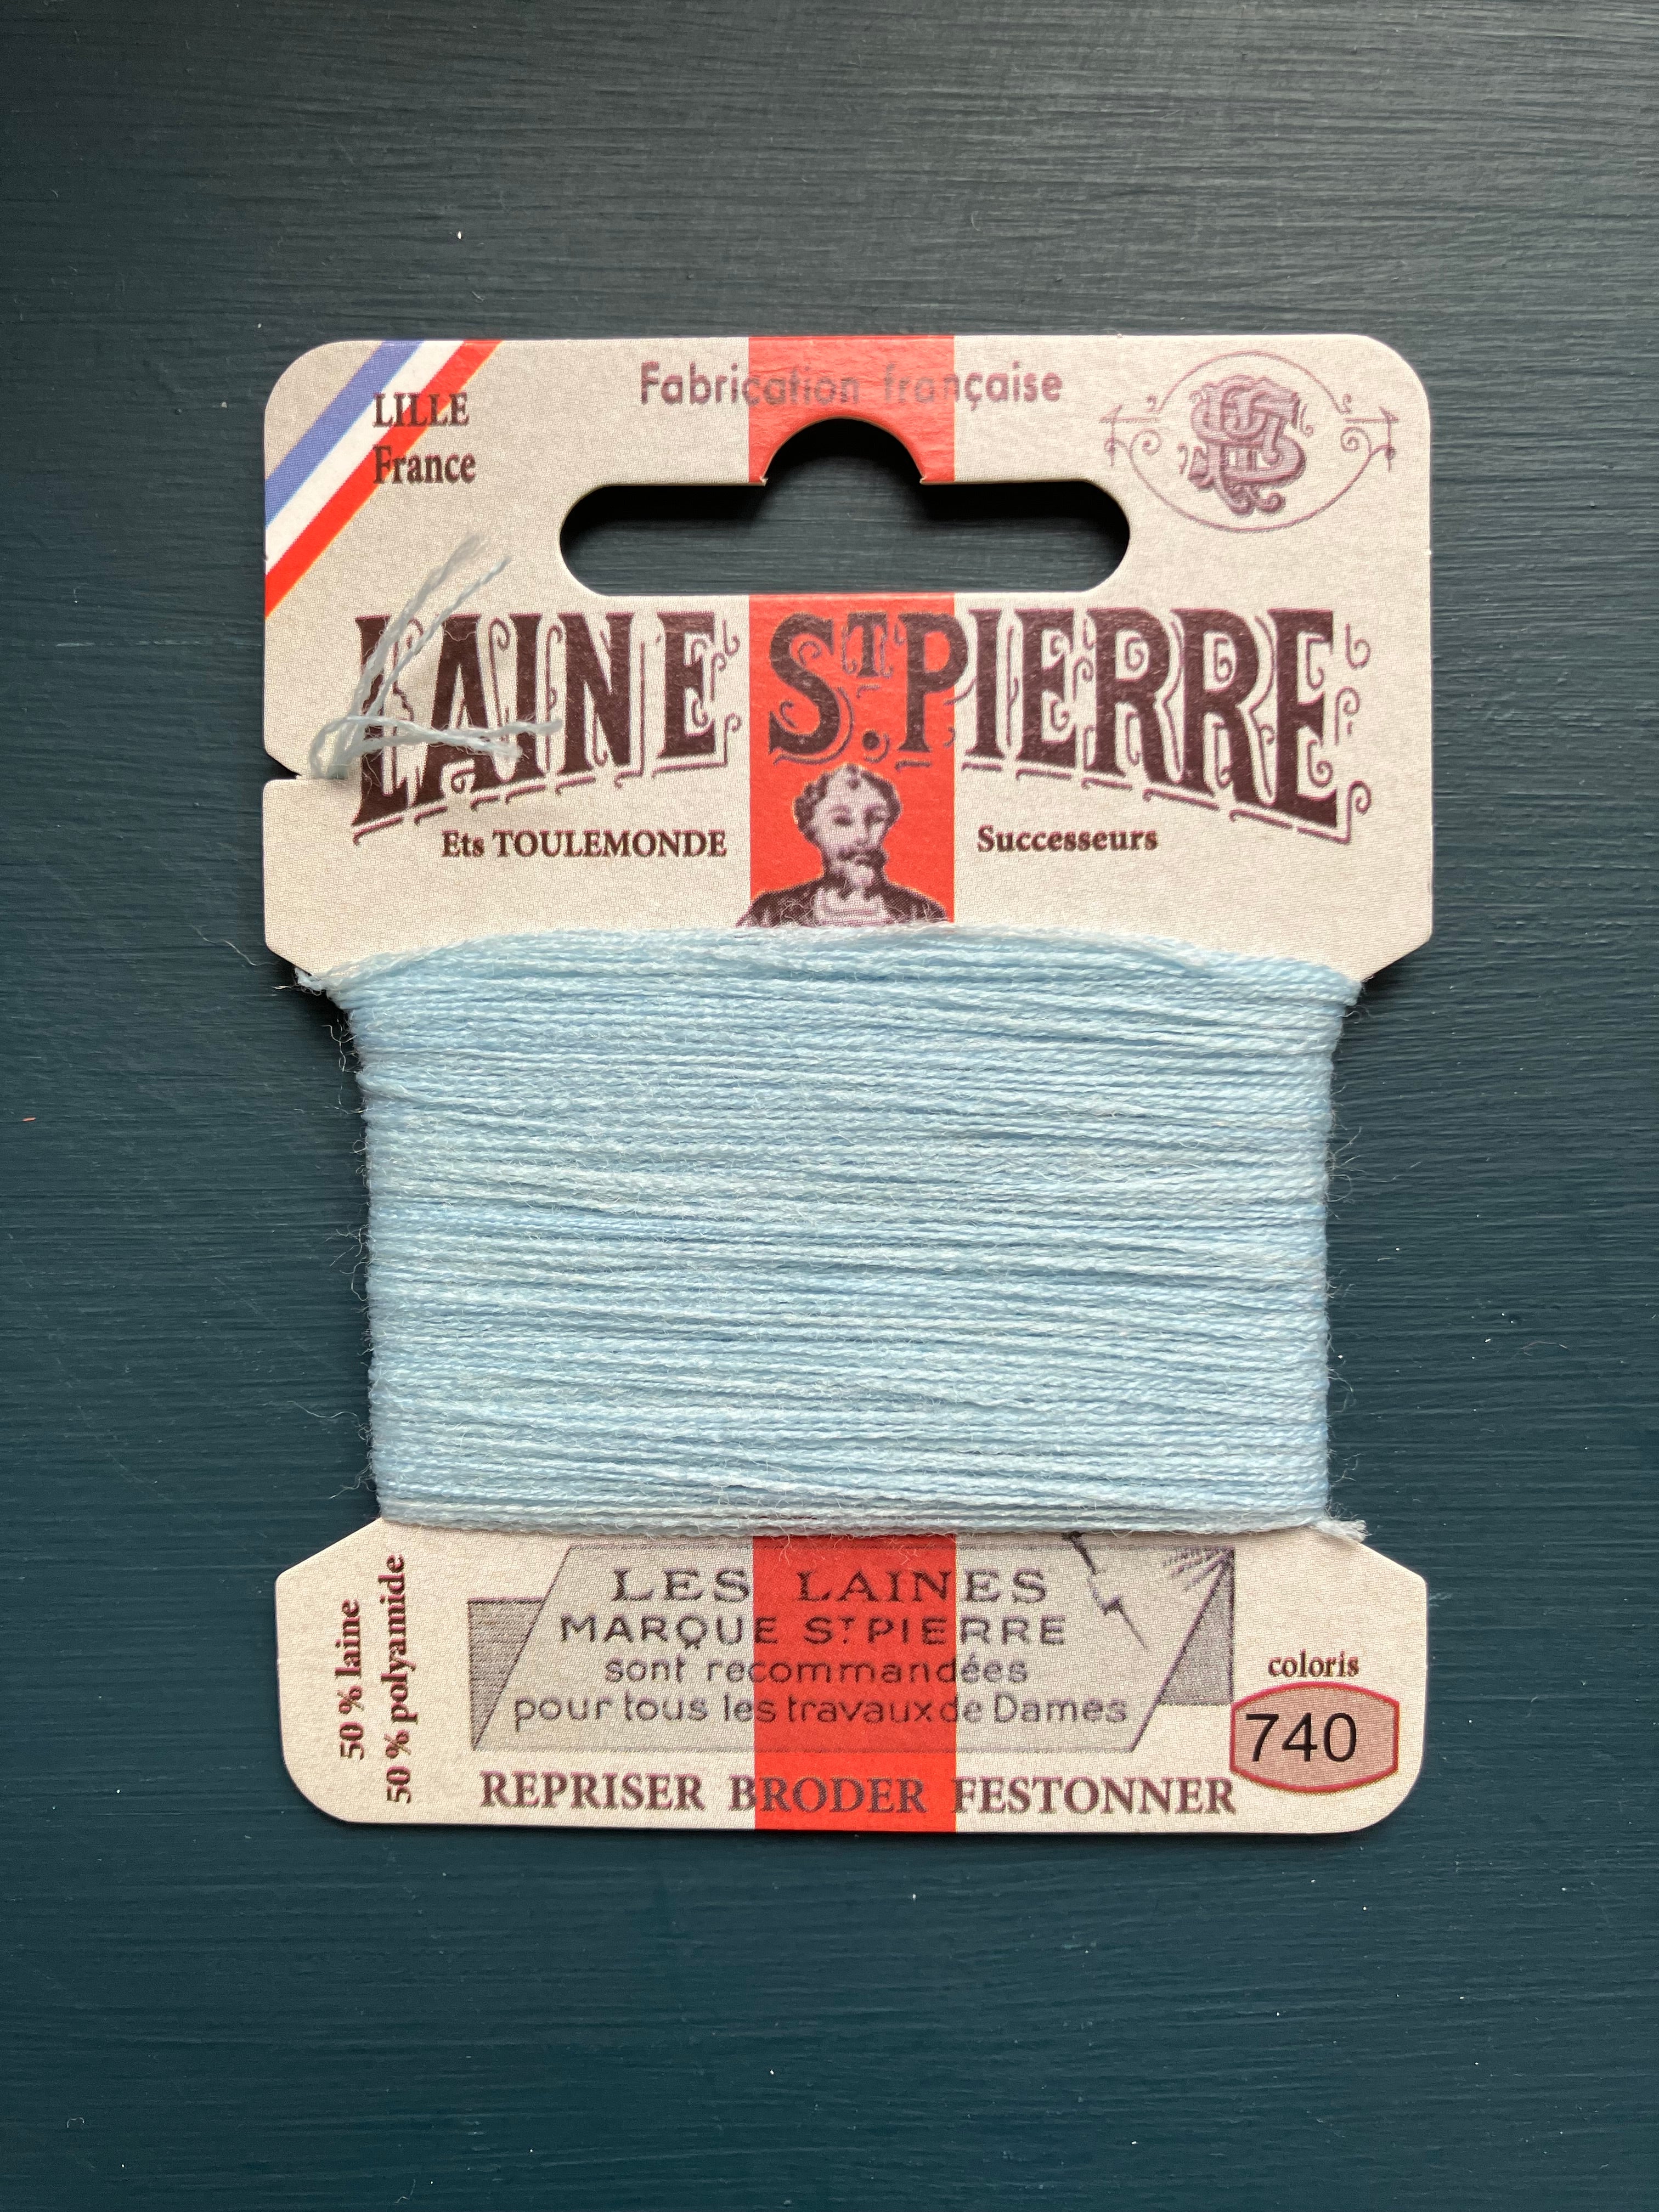 Fabrication française
LILLE
France
LAINE ST. PIERRE
Ets TOULEMONDE Successeurs
50 % laine
50 % polyamide
LES LAINES
MARQUE ST PIERRE
sont recommandées
pour tous les travaux de Dames
coloris
740
REPRISER BRODER FESTONNER